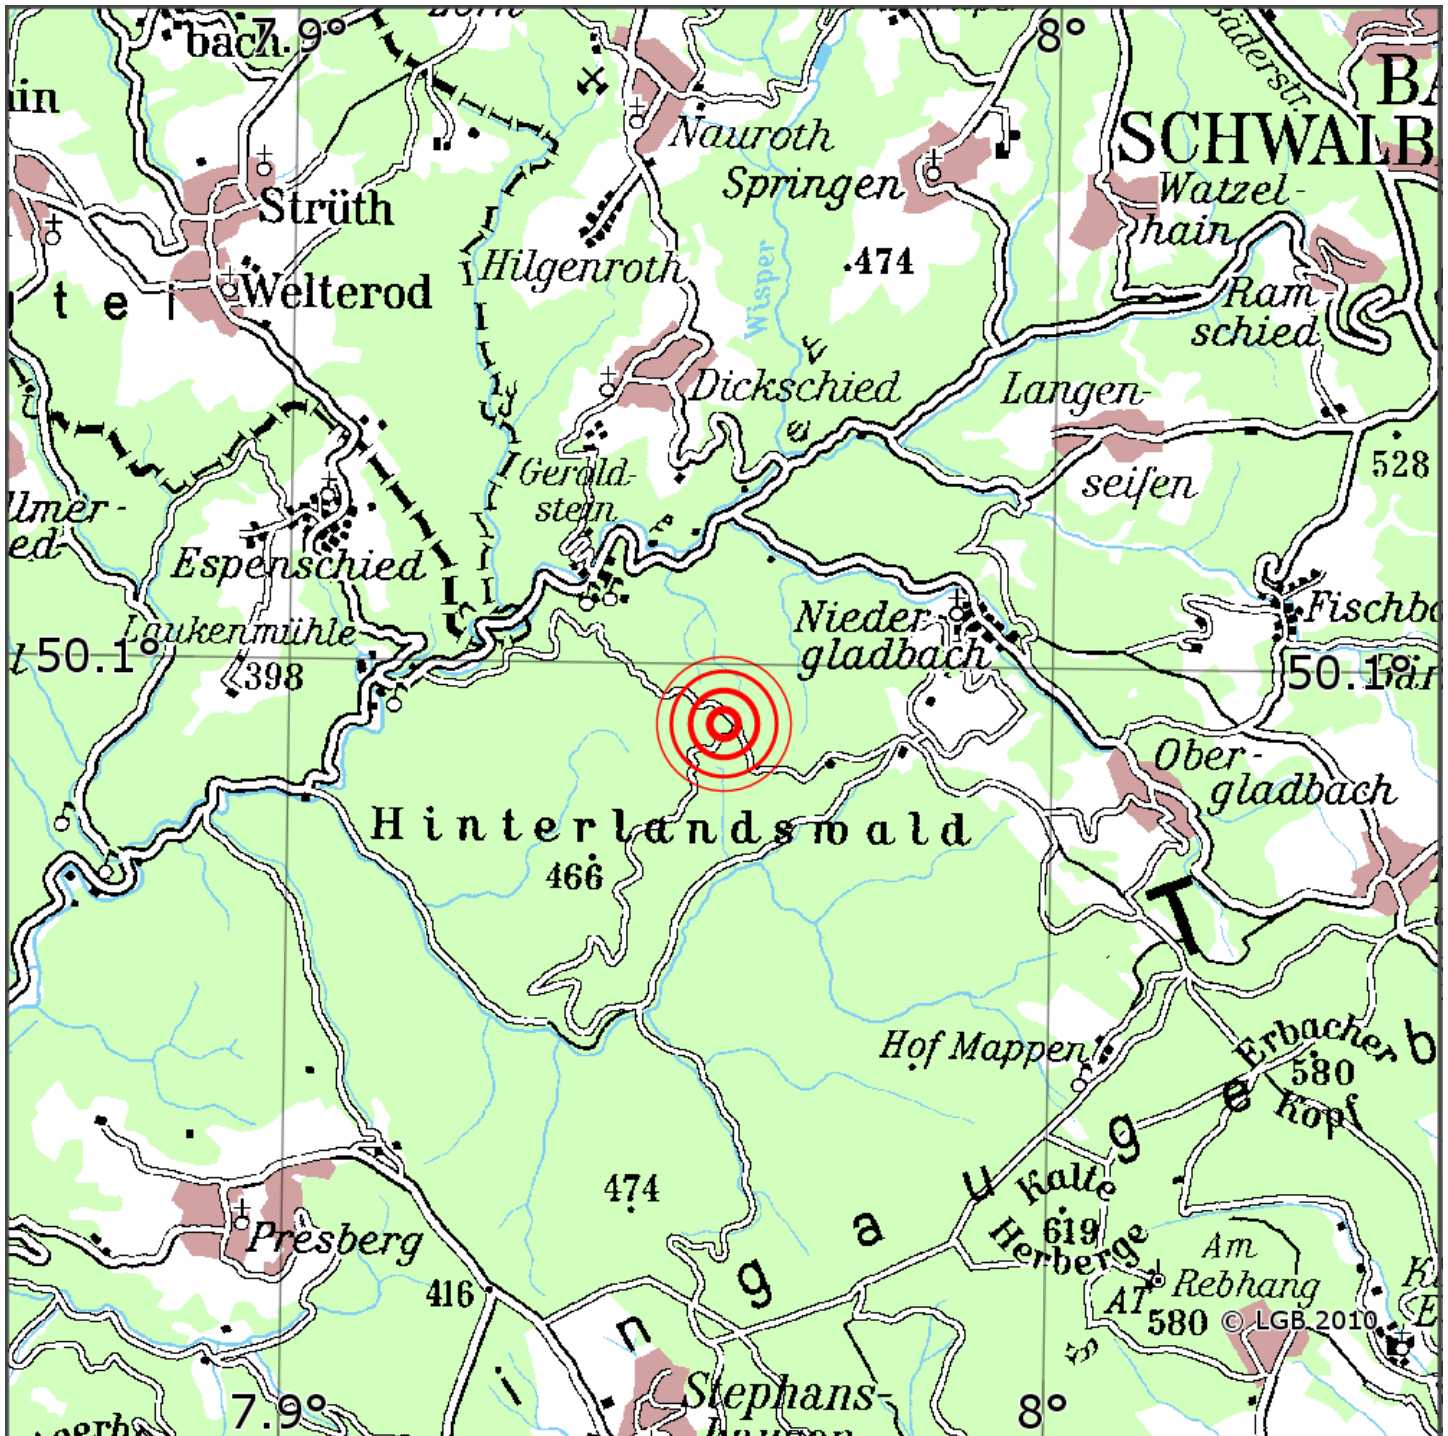 bach
7.9°
8°
Bäderstr.
in
BA
SCHWALB
Nauroth
Springen
Watzel-
hain
Strüth
Hilgenroth
.474
Wisper
Welterod
t e i
Ram-
schied
Dickschied
Langen-
seifen
528
Gerold-
stein
Espenschied
Nieder-
gladbach
Laukenmühle
50.1°
398
50.1°
Ober-
gladbach
Hinterlandswald
466
T
Hof Mappen
Erbacher
580
Kopf
b
e
g
u
Kalte
619
Herberge
474
a
g
n
i
Presberg
416
Am
Rebhang
AT
580
© LGB 2010
7.9°
8°
Stephans-